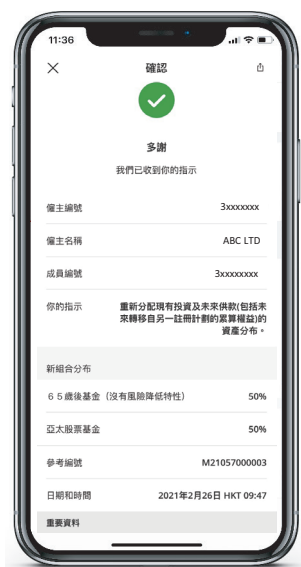 11:36
確認
多謝
我們已收到你的指示
僱主編號 3xxxxxxx
僱主名稱 ABC LTD
成員編號 3xxxxxxxx
你的指示 重新分配現有投資及未來供款(包括未
來轉移自另一註冊計劃的累算權益)的
資產分布。
新組合分布
６５歲後基金（沒有風險降低特性） 50%
亞太股票基金 50%
參考編號 M21057000003
日期和時間 2021年2月26日 HKT 09:47
重要資料